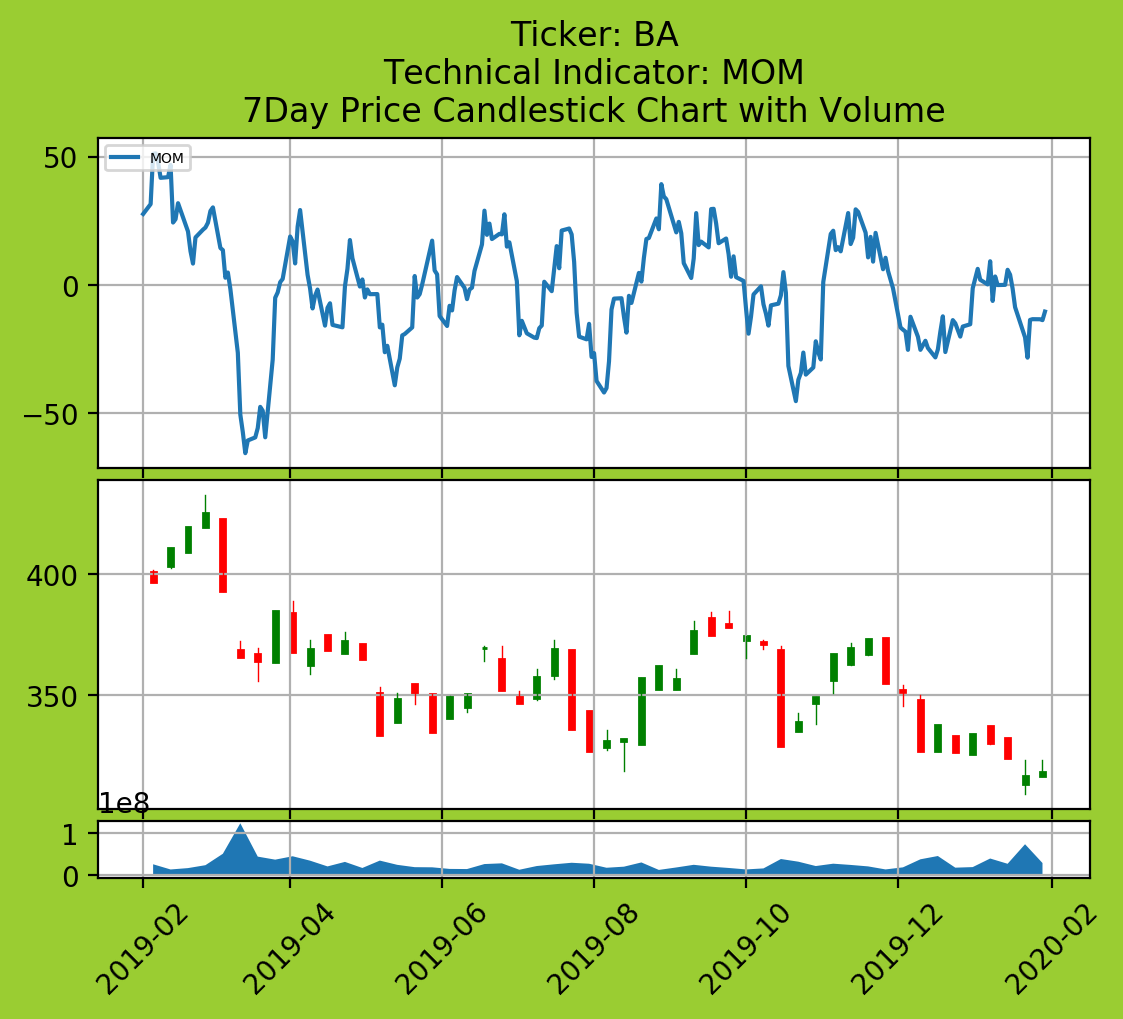 Ticker: BA
Technical Indicator: MOM
7Day Price Candlestick Chart with Volume
MOM
50
0
−50
400
350
1e8
1
0
2019-02
2019-04
2019-06
2019-08
2019-10
2019-12
2020-02